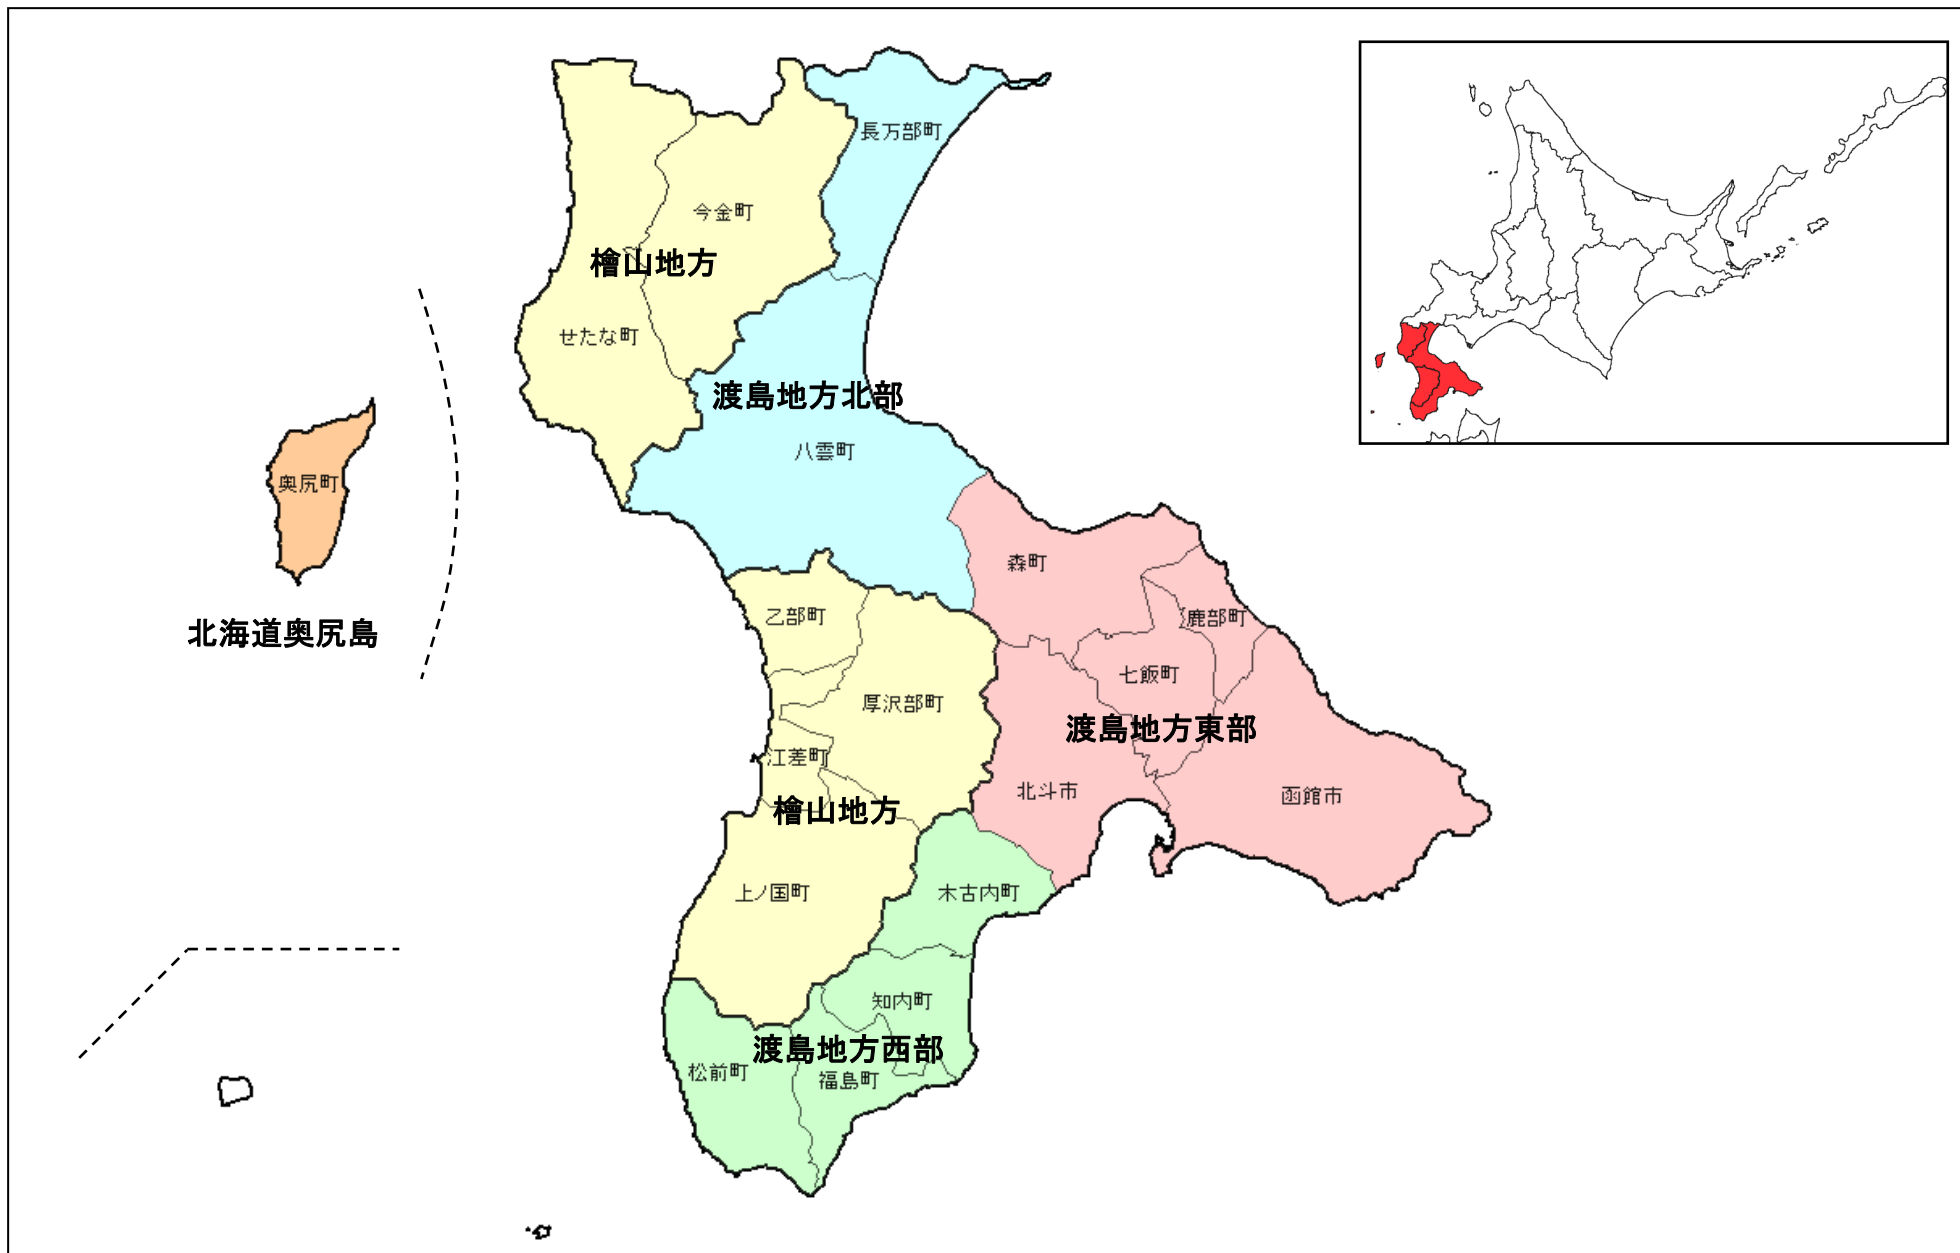 長万部町
今金町
檜山地方
せたな町
渡島地方北部
八雲町
奥尻町
北海道奥尻島
森町
乙部町
鹿部町
七飯町
厚沢部町
渡島地方東部
江差町
北斗市
函館市
檜山地方
上ノ国町
木古内町
知内町
渡島地方西部
松前町
福島町